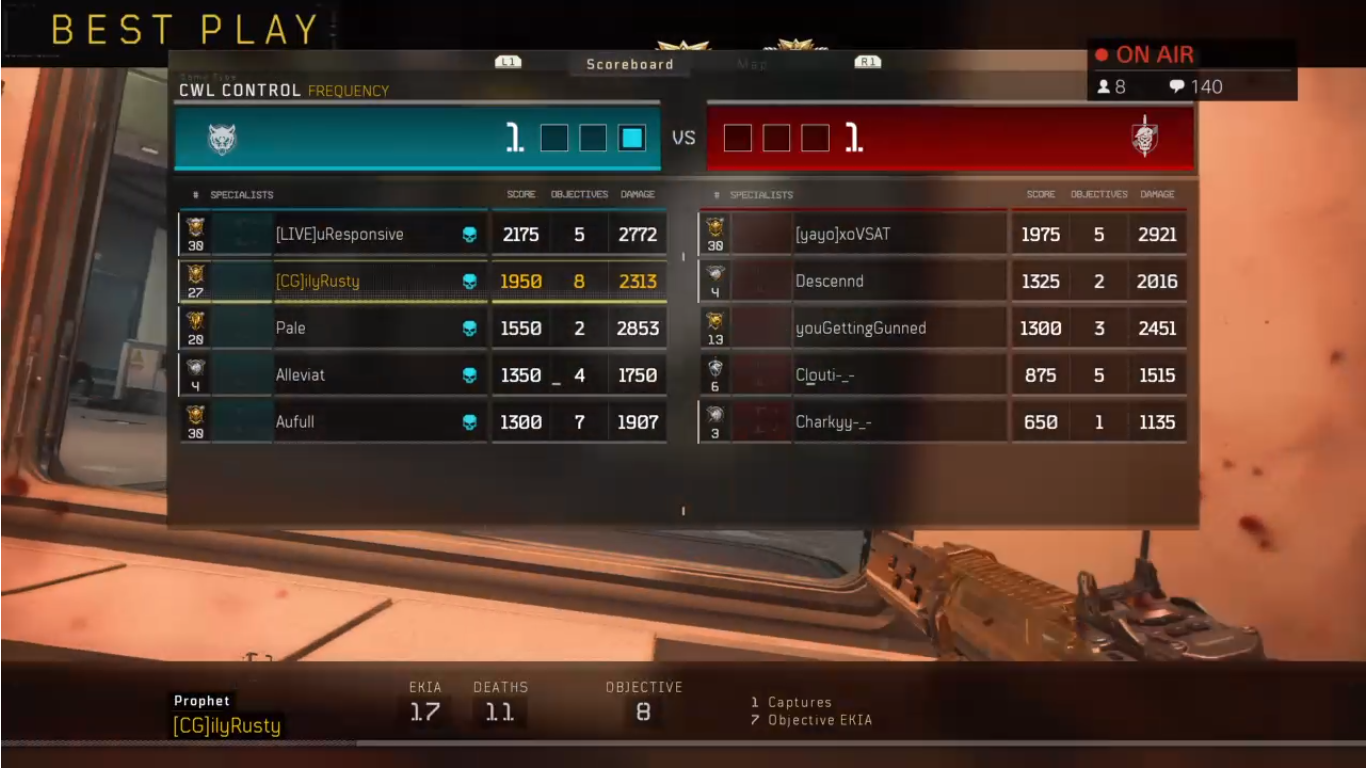 BEST PLAY
L1 Scoreboard Map R1
ON AIR
8 140
CWL CONTROL FREQUENCY
1 VS 1
# SPECIALISTS SCORE OBJECTIVES DAMAGE # SPECIALISTS SCORE OBJECTIVES DAMAGE
30 [LIVE]uResponsive 2175 5 2772 30 [yayo]xoVSAT 1975 5 2921
27 [CG]ilyRusty 1950 8 2313 4 Descennd 1325 2 2016
20 Pale 1550 2 2853 13 youGettingGunned 1300 3 2451
4 Alleviat 1350 4 1750 6 Clouti-_- 875 5 1515
30 Aufull 1300 7 1907 3 Charkyy-_- 650 1 1135
EKIA DEATHS OBJECTIVE
Prophet 17 11 8 1 Captures
[CG]ilyRusty 7 Objective EKIA